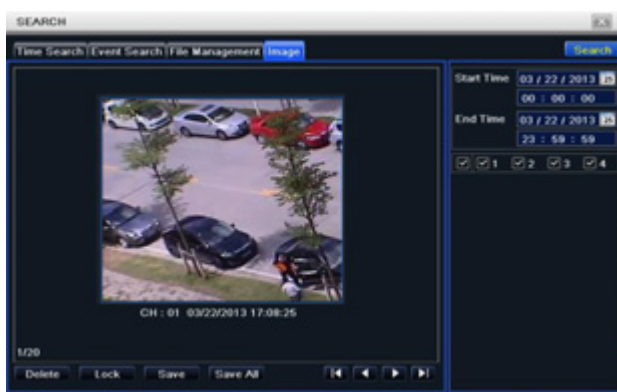 SEARCH
Time Search Event Search File Management Image
Search
Start Time 03 / 22 / 2013
00 : 00 : 00
End Time 03 / 22 / 2013
23 : 59 : 59
1 2 3 4
CH : 01 03/22/2013 17:08:25
1/20
Delete Lock Save Save All